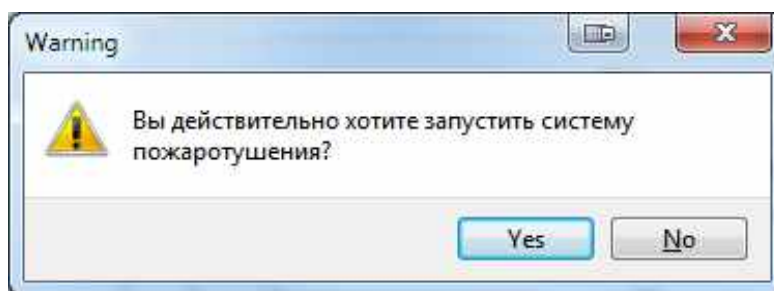 Warning
Вы действительно хотите запустить систему
пожаротушения?
Yes
No